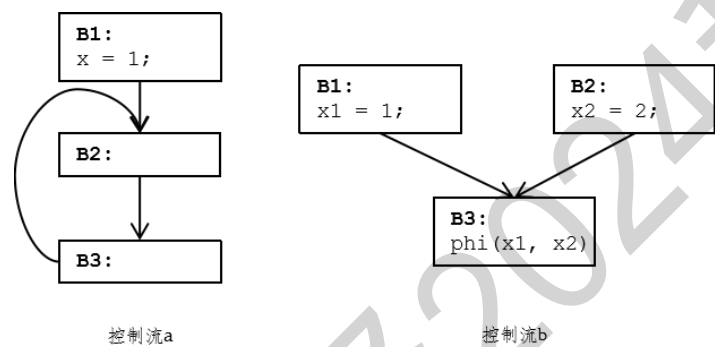 B1:
x = 1;
B2:
B3:
控制流a
B1:
x1 = 1;
B2:
x2 = 2;
B3:
phi(x1, x2)
控制流b